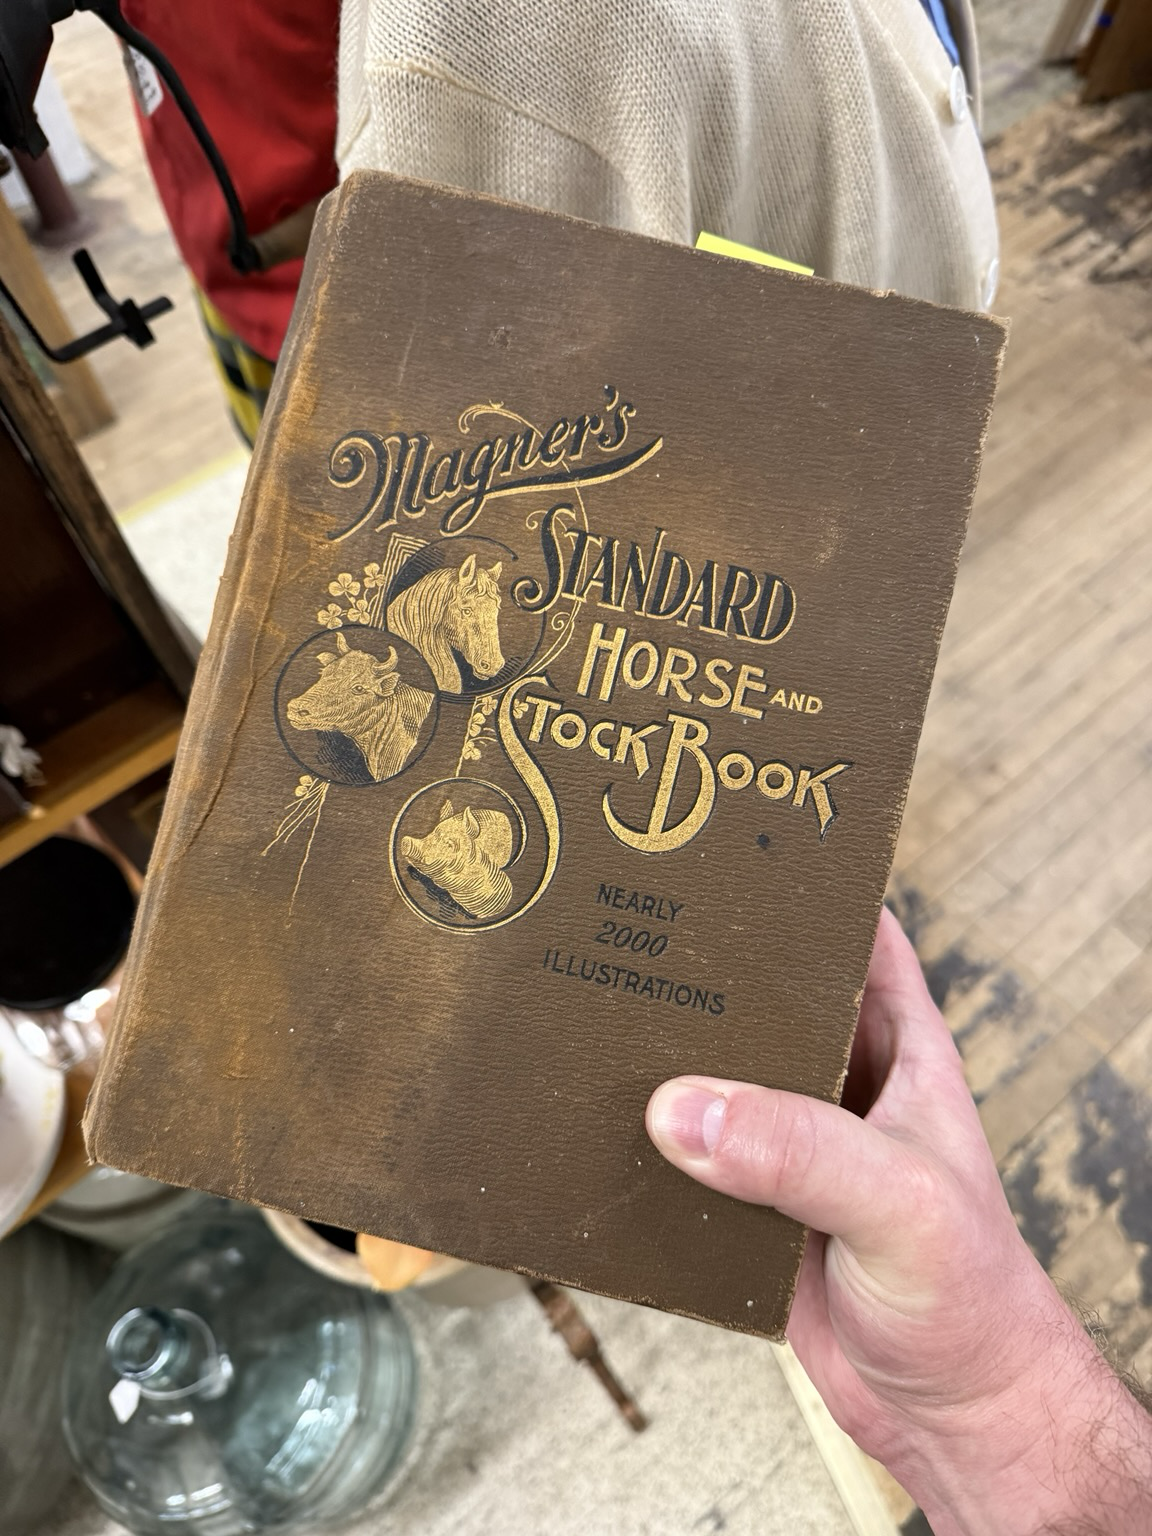 Magner's
STANDARD
HORSE AND
STOCK BOOK
NEARLY
2000
ILLUSTRATIONS